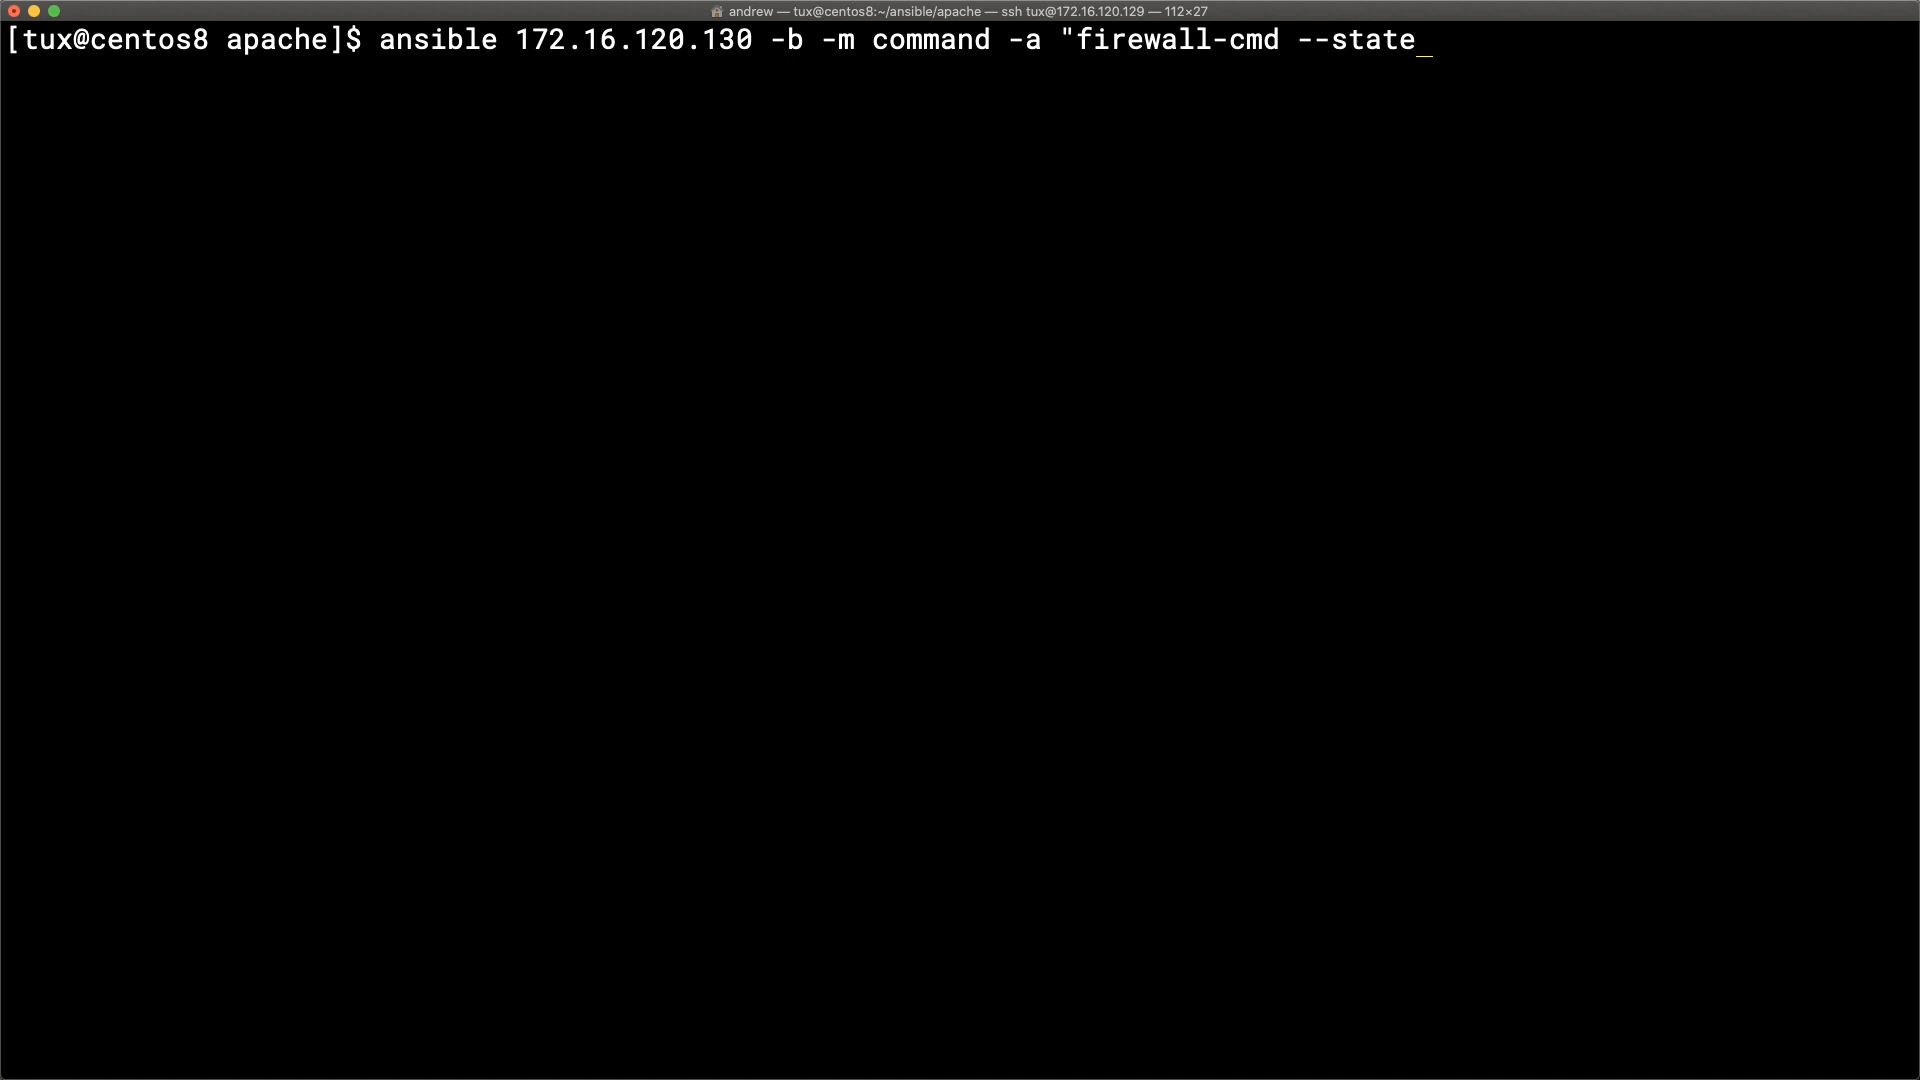 andrew — tux@centos8:~/ansible/apache — ssh tux@172.16.120.129 — 112×27
[tux@centos8 apache]$ ansible 172.16.120.130 -b -m command -a "firewall-cmd --state_